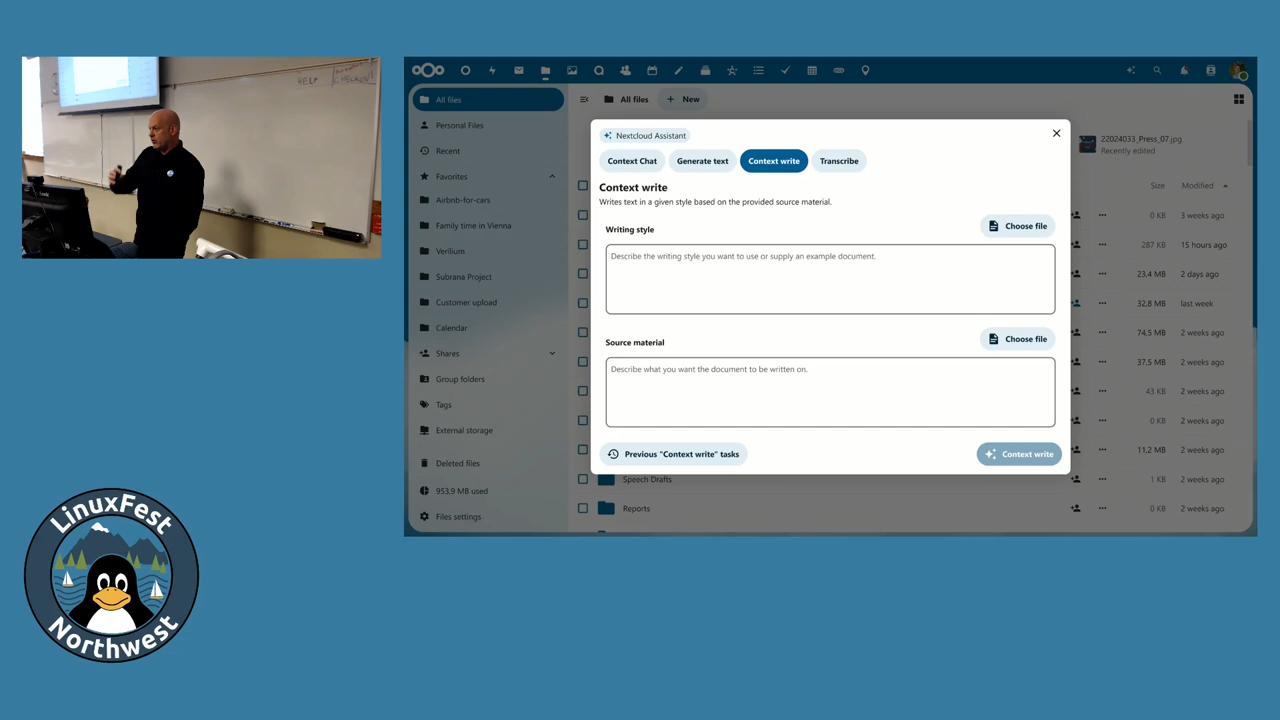 HELP
All files
Personal Files
Recent
Favorites
Airbnb-for-cars
Family time in Vienna
Verilium
Subrana Project
Customer upload
Calendar
Shares
Group folders
Tags
External storage
Deleted files
953,9 MB used
Files settings
All files
+ New
22024033_Press_07.jpg
Recently edited
Size Modified
0 KB 3 weeks ago
287 KB 15 hours ago
23,4 MB 2 days ago
32,8 MB last week
74,5 MB 2 weeks ago
37,5 MB 2 weeks ago
43 KB 2 weeks ago
0 KB 2 weeks ago
11,2 MB 2 weeks ago
Speech Drafts 1 KB 2 weeks ago
Reports 0 KB 2 weeks ago
Nextcloud Assistant
Context Chat Generate text Context write Transcribe
Context write
Writes text in a given style based on the provided source material.
Writing style Choose file
Describe the writing style you want to use or supply an example document.
Source material Choose file
Describe what you want the document to be written on.
Previous "Context write" tasks Context write
LinuxFest
Northwest